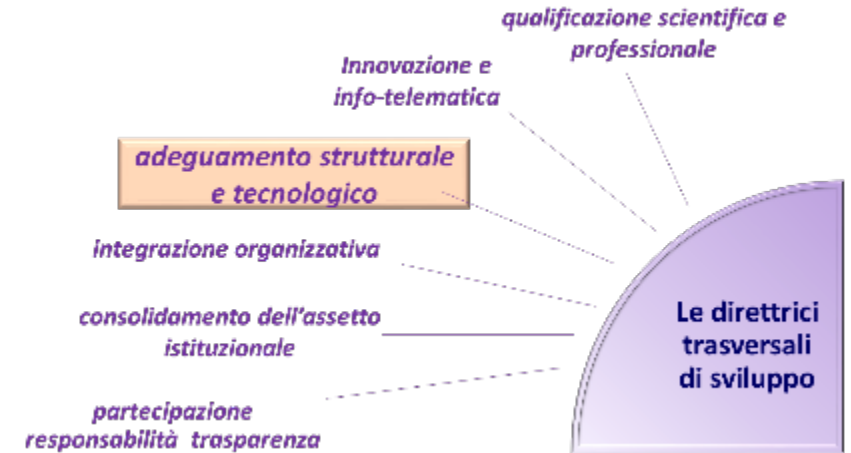 qualificazione scientifica e
professionale
Innovazione e
info-telematica
adeguamento strutturale
e tecnologico
integrazione organizzativa
consolidamento dell'assetto
istituzionale
partecipazione
responsabilità trasparenza
Le direttrici
trasversali
di sviluppo